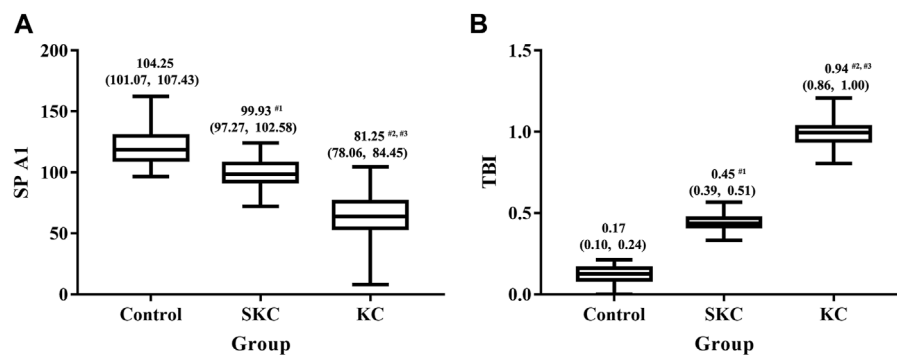 A
SP A1
200
150
100
50
0
104.25
(101.07, 107.43)
99.93 #1
(97.27, 102.58)
81.25 #2, #3
(78.06, 84.45)
Control SKC KC
Group
B
TBI
1.5
1.0
0.5
0.0
0.17
(0.10, 0.24)
0.45 #1
(0.39, 0.51)
0.94 #2, #3
(0.86, 1.00)
Control SKC KC
Group